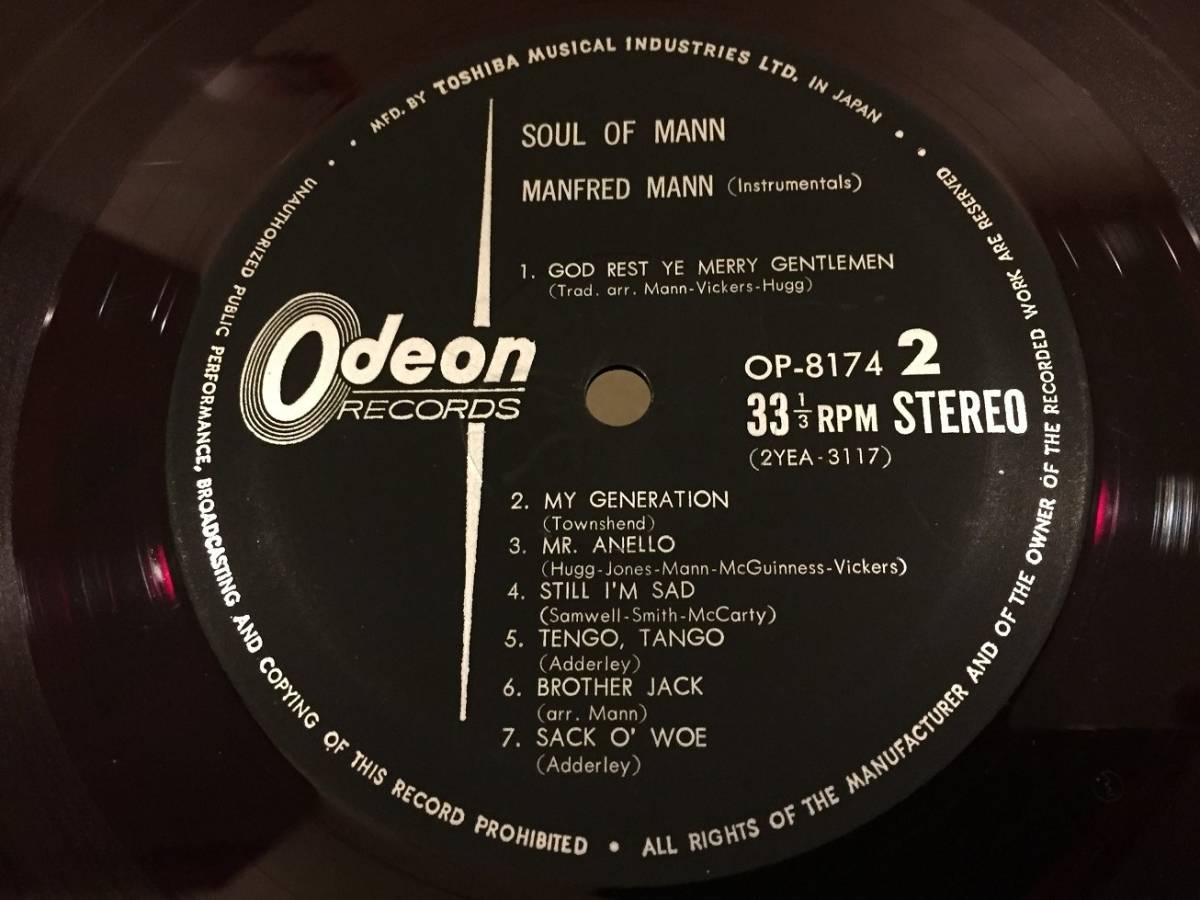 MFD. BY TOSHIBA MUSICAL INDUSTRIES LTD. IN JAPAN
SOUL OF MANN
MANFRED MANN (Instrumentals)
1. GOD REST YE MERRY GENTLEMEN
(Trad. arr. Mann-Vickers-Hugg)
Odeon
RECORDS
OP-8174 2
33 1/3 RPM STEREO
(2YEA-3117)
2. MY GENERATION
(Townshend)
3. MR. ANELLO
(Hugg-Jones-Mann-McGuinness-Vickers)
4. STILL I'M SAD
(Samwell-Smith-McCarty)
5. TENGO, TANGO
(Adderley)
6. BROTHER JACK
(arr. Mann)
7. SACK O' WOE
(Adderley)
UNAUTHORIZED PUBLIC PERFORMANCE, BROADCASTING AND COPYING OF THIS RECORD PROHIBITED • ALL RIGHTS OF THE MANUFACTURER AND OF THE OWNER OF THE RECORDED WORK ARE RESERVED